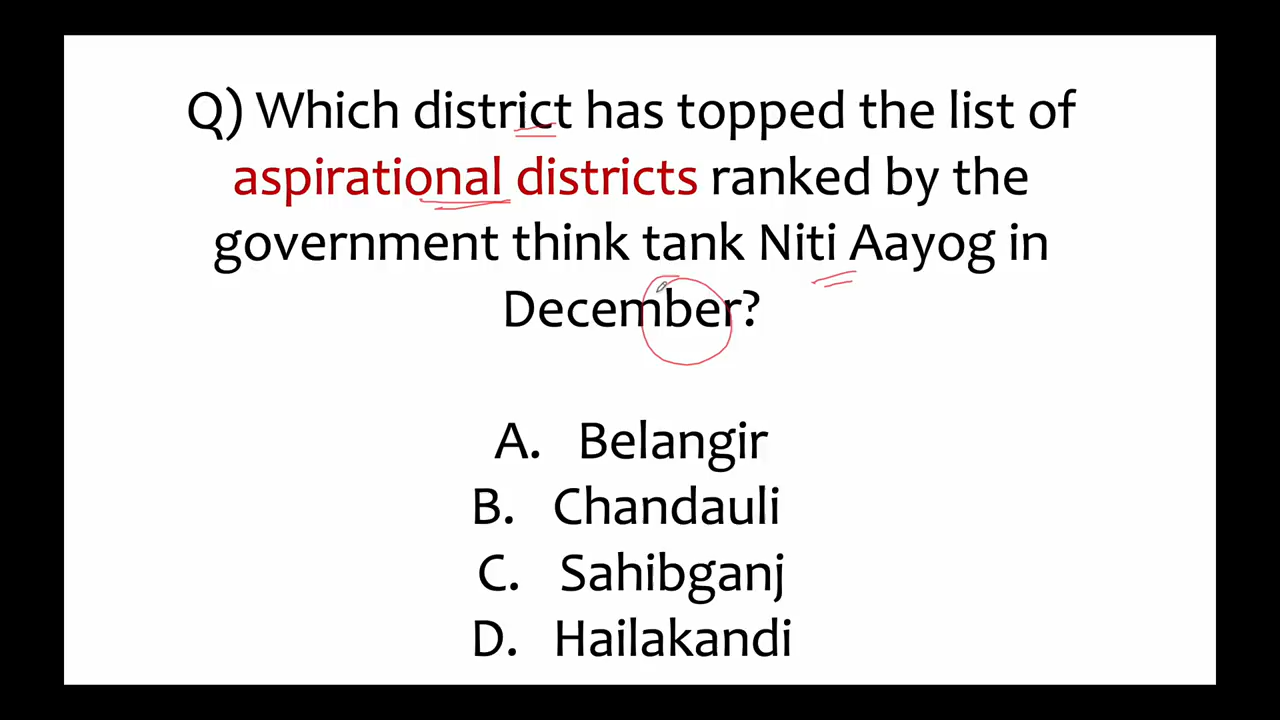 Q) Which district has topped the list of
aspirational districts ranked by the
government think tank Niti Aayog in
December?
A. Belangir
B. Chandauli
C. Sahibganj
D. Hailakandi